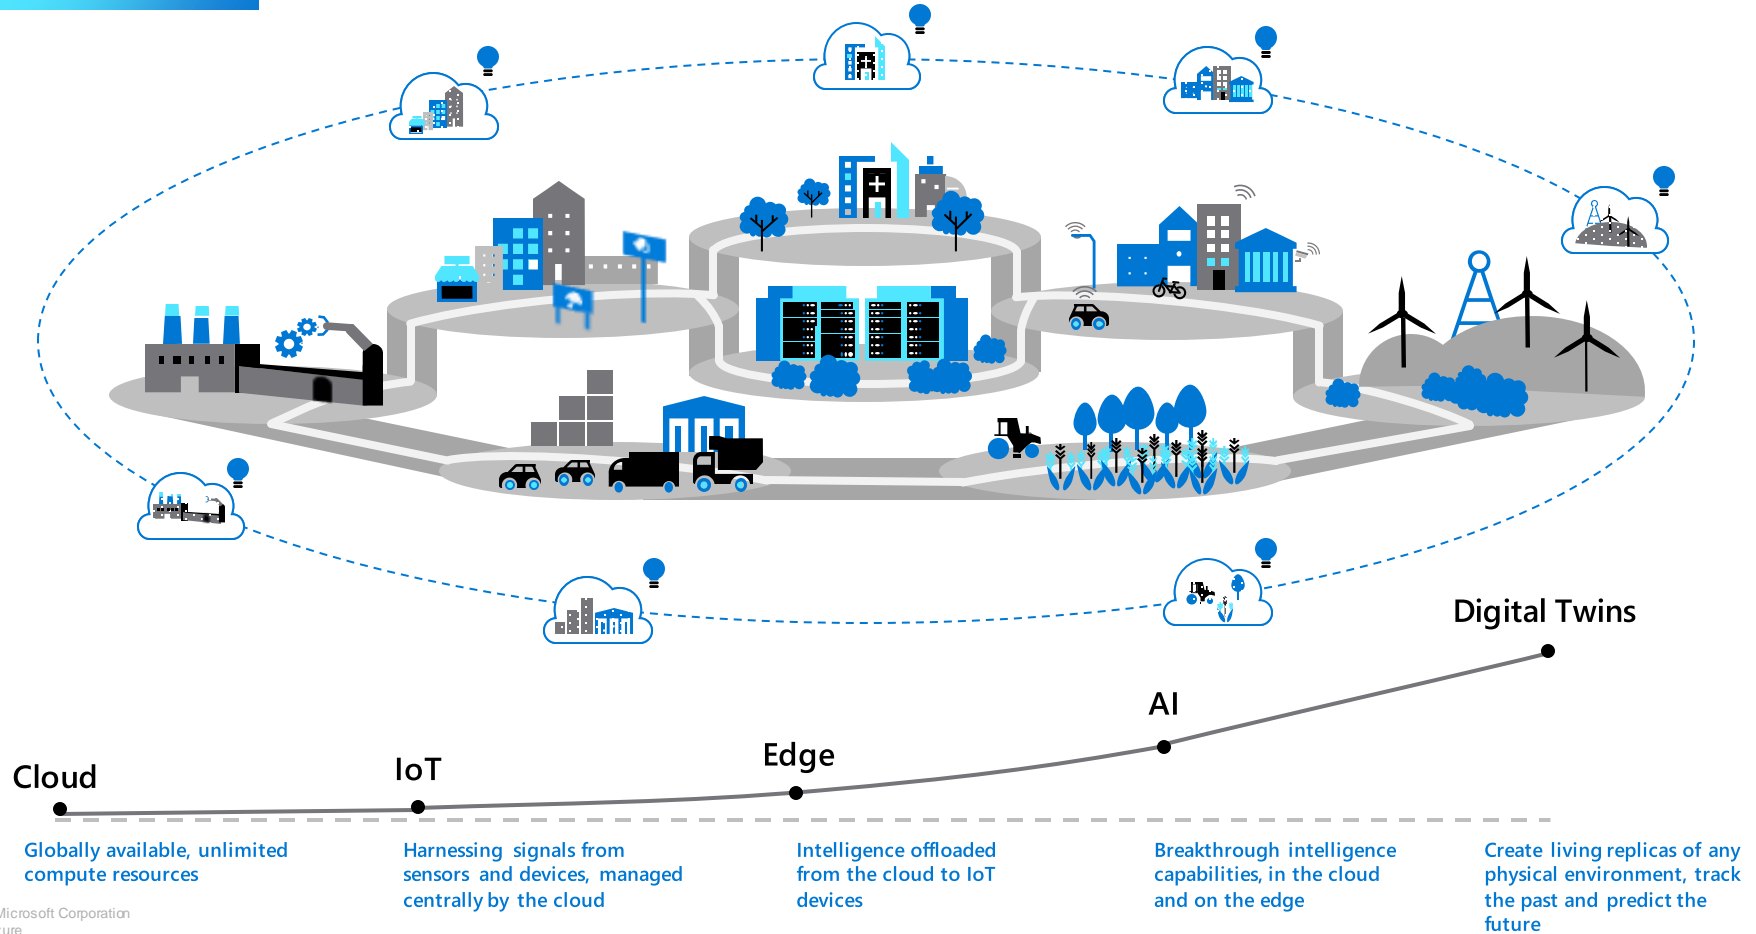 Digital Twins
AI
Edge
IoT
Cloud
Globally available, unlimited
compute resources
Harnessing signals from
sensors and devices, managed
centrally by the cloud
Intelligence offloaded
from the cloud to IoT
devices
Breakthrough intelligence
capabilities, in the cloud
and on the edge
Create living replicas of any
physical environment, track
the past and predict the
future
Microsoft Corporation